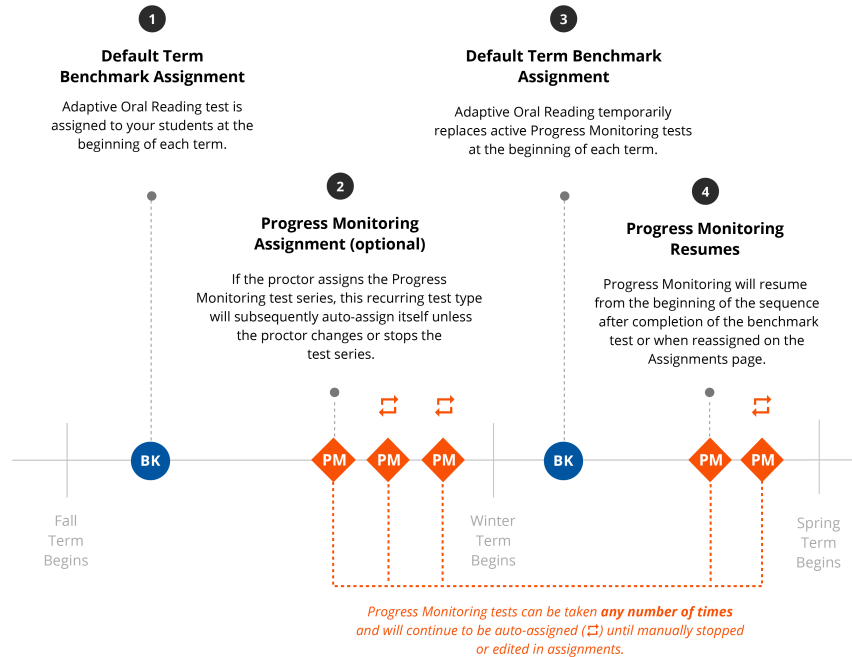 1
Default Term
Benchmark Assignment
Adaptive Oral Reading test is
assigned to your students at the
beginning of each term.
2
Progress Monitoring
Assignment (optional)
If the proctor assigns the Progress
Monitoring test series, this recurring test type
will subsequently auto-assign itself unless
the proctor changes or stops the
test series.
3
Default Term Benchmark
Assignment
Adaptive Oral Reading temporarily
replaces active Progress Monitoring tests
at the beginning of each term.
4
Progress Monitoring
Resumes
Progress Monitoring will resume
from the beginning of the sequence
after completion of the benchmark
test or when reassigned on the
Assignments page.
BK
PM
PM
PM
BK
PM
PM
Fall
Term
Begins
Winter
Term
Begins
Spring
Term
Begins
Progress Monitoring tests can be taken any number of times
and will continue to be auto-assigned () until manually stopped
or edited in assignments.